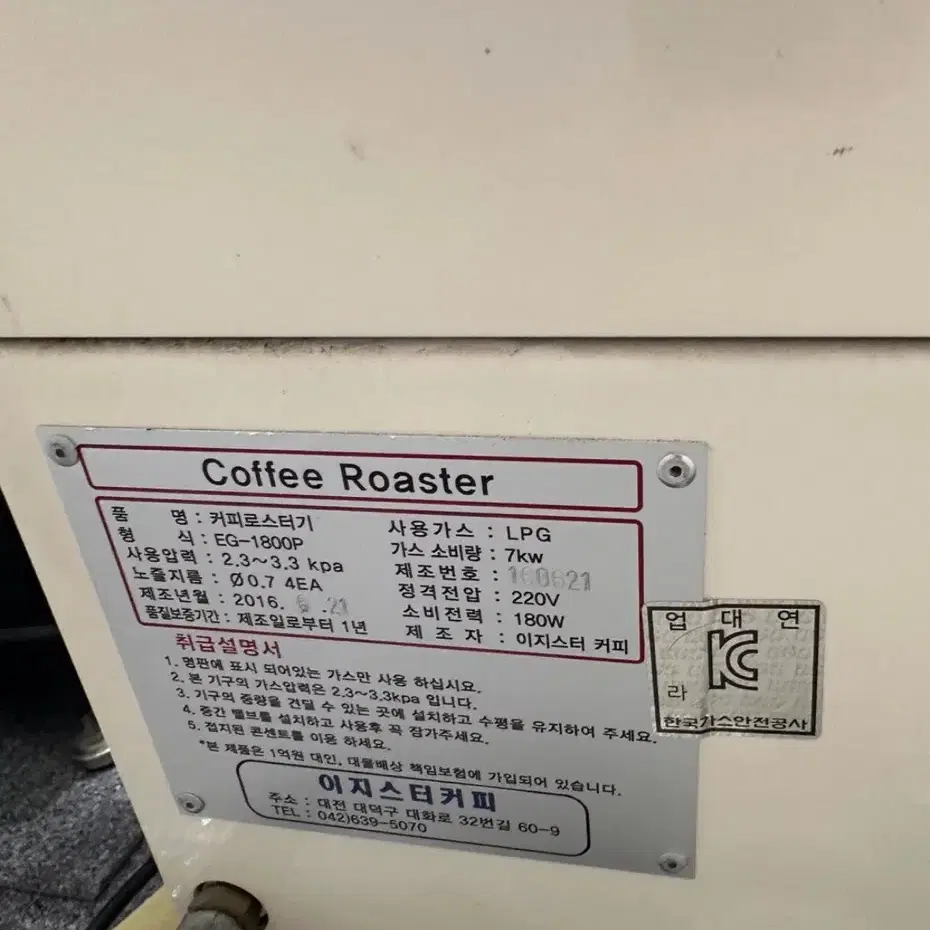 Coffee Roaster
품 명 : 커피로스터기
형 식 : EG-1800P
사용압력 : 2.3~3.3 kpa
노즐지름 : Ø0.7 4EA
제조년월 : 2016. 6 .21
품질보증기간 : 제조일로부터 1년
사용가스 : LPG
가스 소비량 : 7kw
제조번호 : 160621
정격전압 : 220V
소비전력 : 180W
제 조 자 : 이지스터 커피
취급설명서
1. 명판에 표시 되어있는 가스만 사용 하십시요.
2. 본 기구의 가스압력은 2.3~3.3kpa 입니다.
3. 기구의 중량을 견딜 수 있는 곳에 설치하고 수평을 유지하여 주세요.
4. 중간 밸브를 설치하고 사용후 꼭 잠가주세요.
5. 접지된 콘센트를 이용 하세요.
*본 제품은 1억원 대인, 대물배상 책임보험에 가입되어 있습니다.
이지스터커피
주소 : 대전 대덕구 대화로 32번길 60-9
TEL : 042)639-5070
업 대 연
KC
라
한국가스안전공사